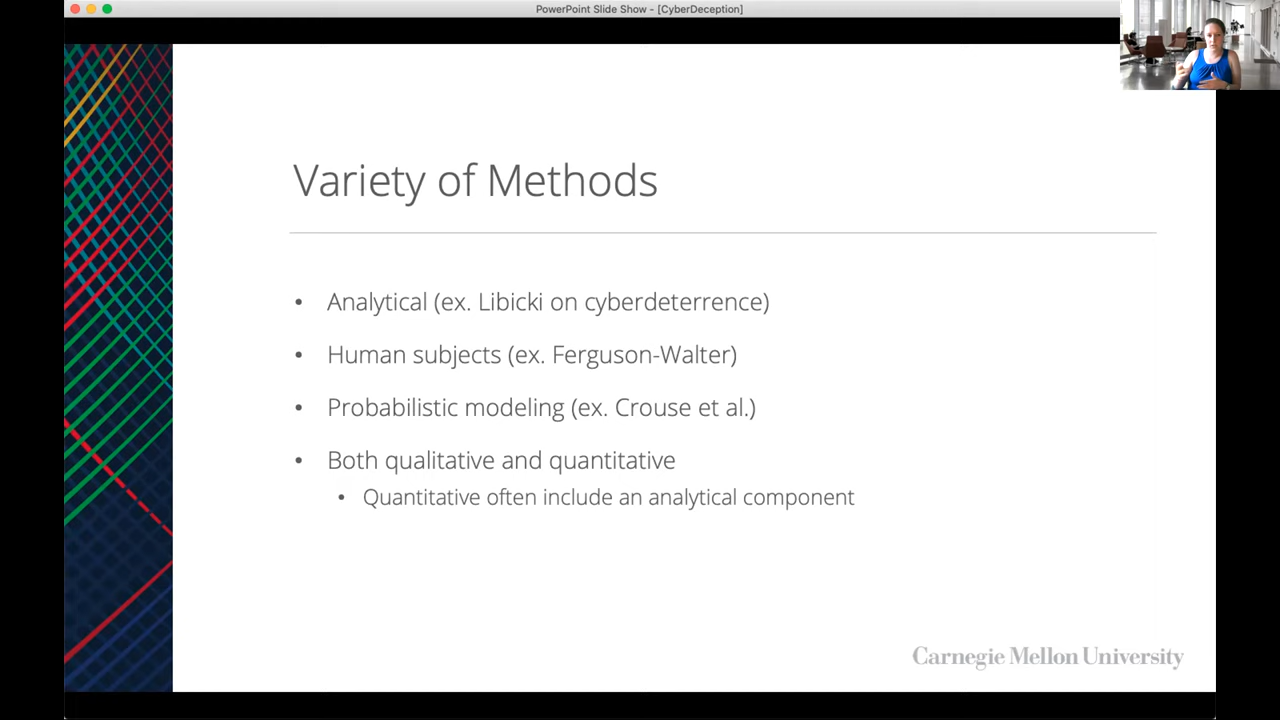 PowerPoint Slide Show - [CyberDeception]
Variety of Methods
• Analytical (ex. Libicki on cyberdeterrence)
• Human subjects (ex. Ferguson-Walter)
• Probabilistic modeling (ex. Crouse et al.)
• Both qualitative and quantitative
• Quantitative often include an analytical component
Carnegie Mellon University